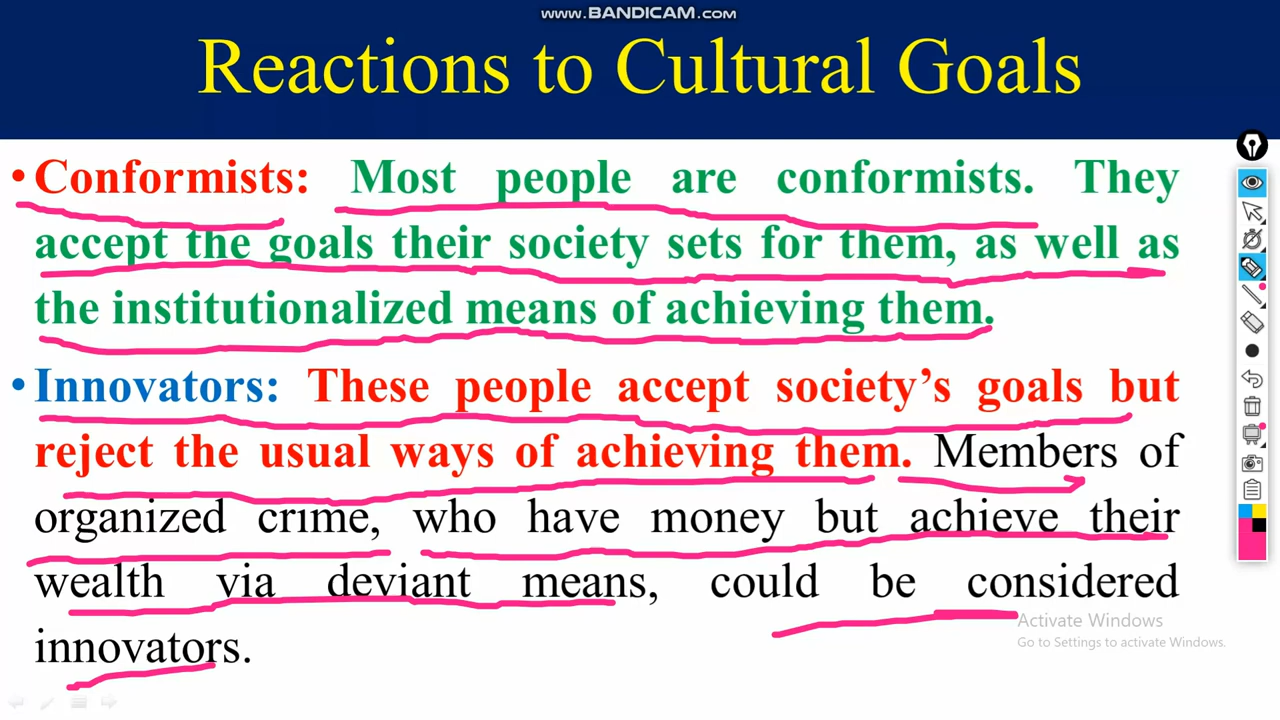 WWW.BANDICAM.COM
Reactions to Cultural Goals
•Conformists: Most people are conformists. They
accept the goals their society sets for them, as well as
the institutionalized means of achieving them.
•Innovators: These people accept society’s goals but
reject the usual ways of achieving them. Members of
organized crime, who have money but achieve their
wealth via deviant means, could be considered
innovators.
Activate Windows
Go to Settings to activate Windows.